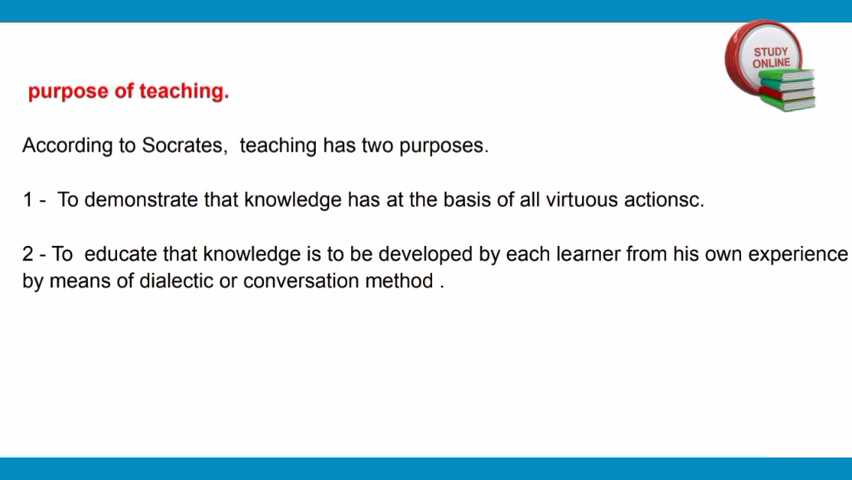 STUDY
ONLINE
purpose of teaching.
According to Socrates, teaching has two purposes.
1 - To demonstrate that knowledge has at the basis of all virtuous actionsc.
2 - To educate that knowledge is to be developed by each learner from his own experience
by means of dialectic or conversation method .